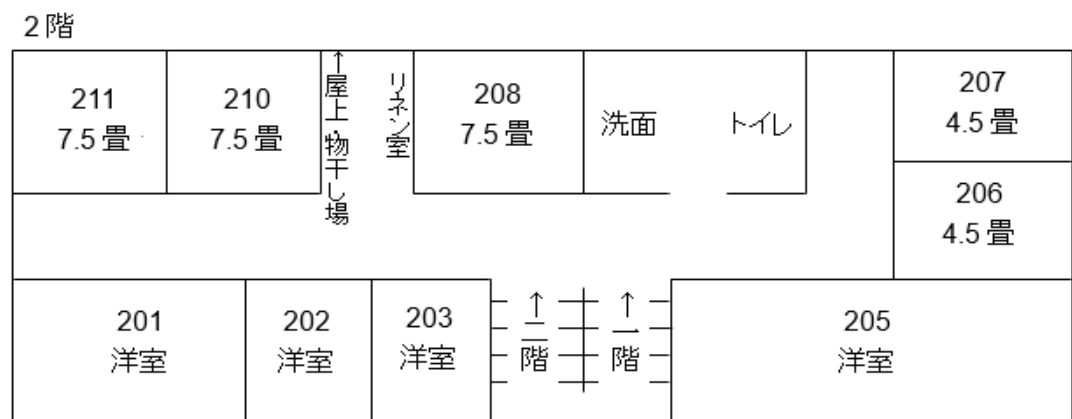 2階
211
7.5畳
210
7.5畳
↑屋上・物干し場
リネン室
208
7.5畳
洗面
トイレ
207
4.5畳
206
4.5畳
201
洋室
202
洋室
203
洋室
↑二階
↑一階
205
洋室